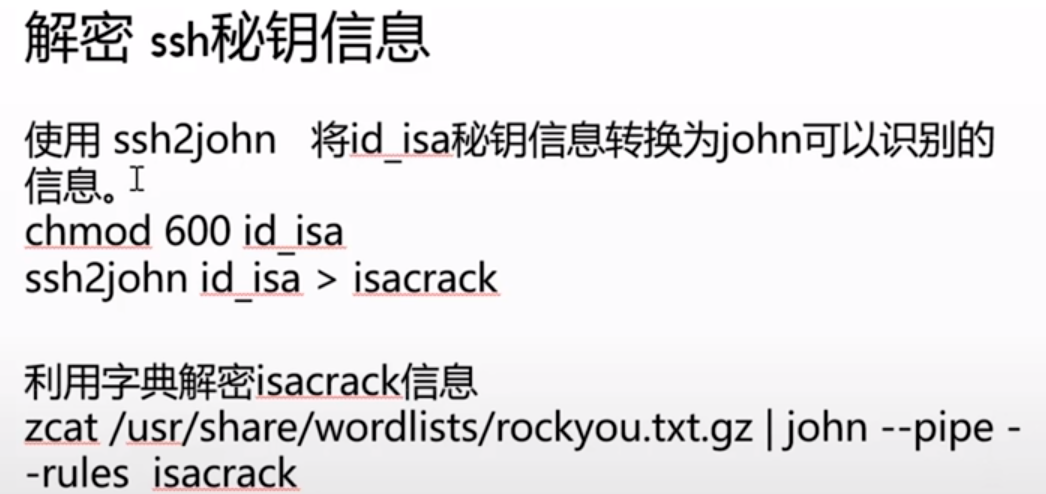 解密 ssh秘钥信息
使用 ssh2john 将id_isa秘钥信息转换为john可以识别的
信息。
chmod 600 id_isa
ssh2john id_isa > isacrack
利用字典解密isacrack信息
zcat /usr/share/wordlists/rockyou.txt.gz | john --pipe -
-rules isacrack